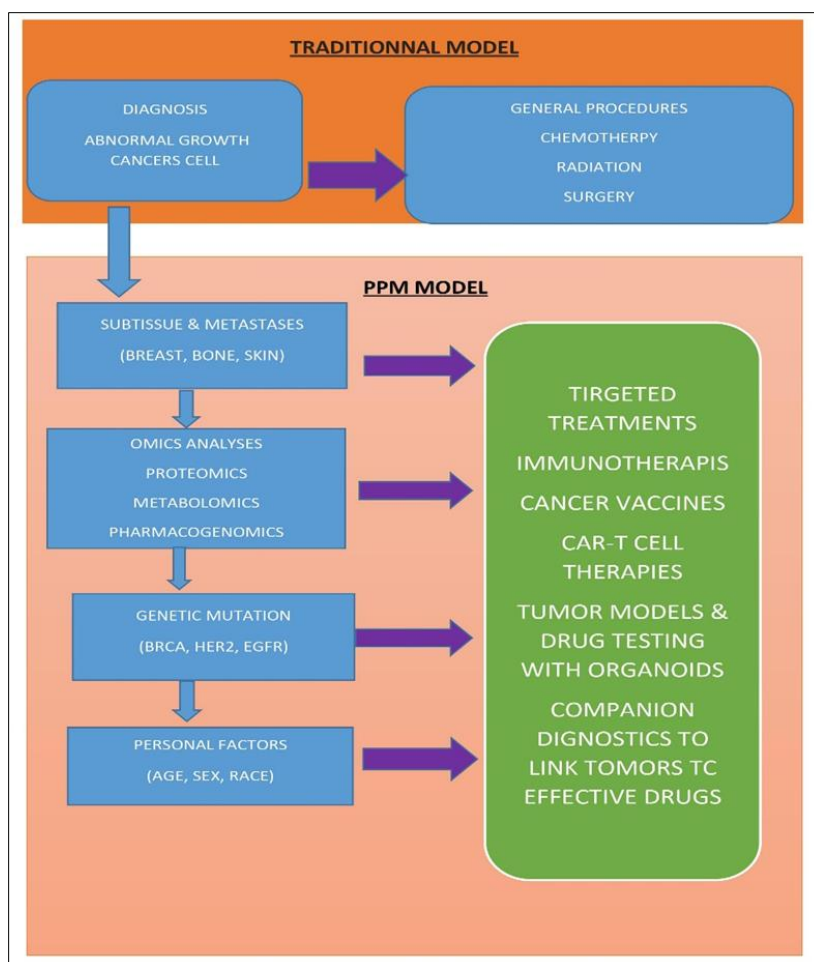 TRADITIONNAL MODEL
DIAGNOSIS
ABNORMAL GROWTH
CANCERS CELL
GENERAL PROCEDURES
CHEMOTHERPY
RADIATION
SURGERY
PPM MODEL
SUBTISSUE & METASTASES
(BREAST, BONE, SKIN)
OMICS ANALYSES
PROTEOMICS
METABOLOMICS
PHARMACOGENOMICS
GENETIC MUTATION
(BRCA, HER2, EGFR)
PERSONAL FACTORS
(AGE, SEX, RACE)
TIRGETED
TREATMENTS
IMMUNOTHERAPIS
CANCER VACCINES
CAR-T CELL
THERAPIES
TUMOR MODELS &
DRUG TESTING
WITH ORGANOIDS
COMPANION
DIGNOSTICS TO
LINK TOMORS TC
EFFECTIVE DRUGS